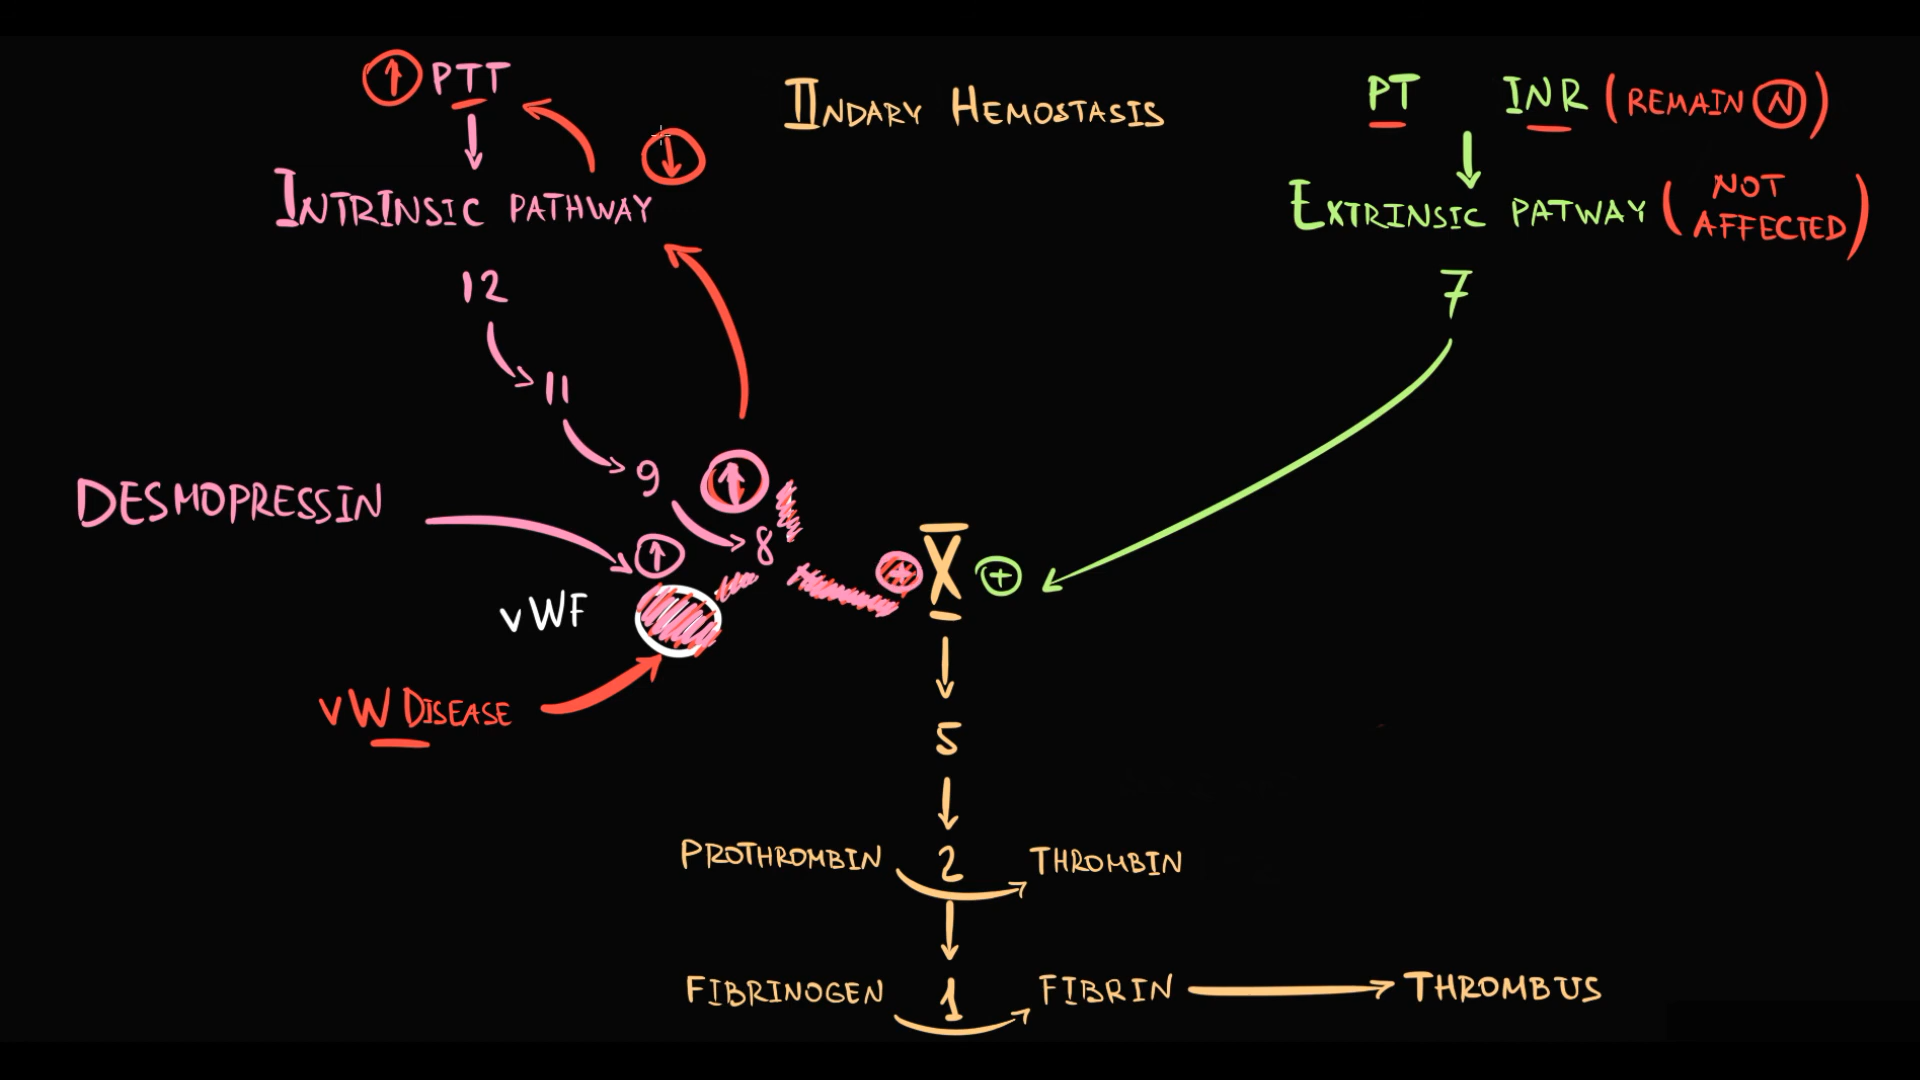 PTT
IINDARY HEMOSTASIS
PT INR (REMAIN N)
INTRINSIC PATHWAY
EXTRINSIC PATWAY (NOT AFFECTED)
12
7
11
9
DESMOPRESSIN
8
X
+
+
vWF
vW DISEASE
5
PROTHROMBIN 2 THROMBIN
FIBRINOGEN 1 FIBRIN THROMBUS